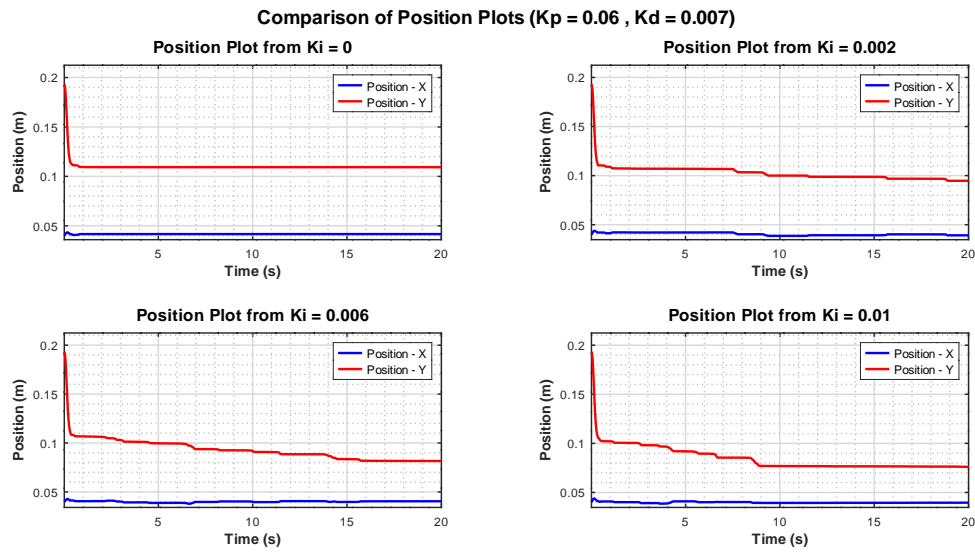 Comparison of Position Plots (Kp = 0.06 , Kd = 0.007)
Position Plot from Ki = 0
Position - X
Position - Y
Position (m)
0.2
0.15
0.1
0.05
5
10
15
20
Time (s)
Position Plot from Ki = 0.002
Position - X
Position - Y
Position (m)
0.2
0.15
0.1
0.05
5
10
15
20
Time (s)
Position Plot from Ki = 0.006
Position - X
Position - Y
Position (m)
0.2
0.15
0.1
0.05
5
10
15
20
Time (s)
Position Plot from Ki = 0.01
Position - X
Position - Y
Position (m)
0.2
0.15
0.1
0.05
5
10
15
20
Time (s)